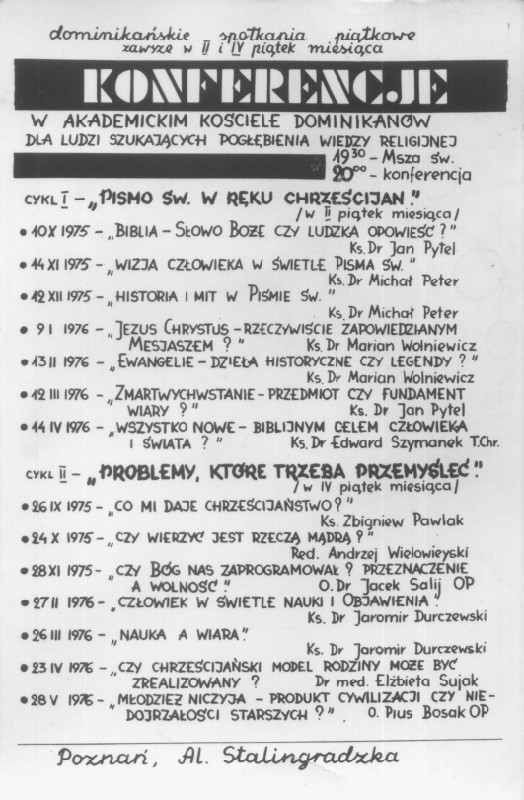 dominikańskie spotkania piątkowe
zawsze w II i IV piątek miesiąca
KONFERENCJE
W AKADEMICKIM KOŚCIELE DOMINIKANÓW
DLA LUDZI SZUKAJĄCYCH POGŁĘBIENIA WIEDZY RELIGIJNEJ
19³⁰ – Msza św.
20⁰⁰ – konferencja
CYKL I – „PISMO ŚW. W RĘKU CHRZEŚCIJAN."
/w II piątek miesiąca/
• 10 X 1975 – „BIBLIA – SŁOWO BOŻE CZY LUDZKA OPOWIEŚĆ?"
Ks. Dr Jan Pytel
• 14 XI 1975 – „WIZJA CZŁOWIEKA W ŚWIETLE PISMA ŚW."
Ks. Dr Michał Peter
• 12 XII 1975 – „HISTORIA I MIT W PIŚMIE ŚW."
Ks. Dr Michał Peter
• 9 I 1976 – „JEZUS CHRYSTUS – RZECZYWIŚCIE ZAPOWIEDZIANYM
MESJASZEM?" Ks. Dr Marian Wolniewicz
• 13 II 1976 – „EWANGELIE – DZIEŁA HISTORYCZNE CZY LEGENDY?"
Ks. Dr Marian Wolniewicz
• 12 III 1976 – „ZMARTWYCHWSTANIE – PRZEDMIOT CZY FUNDAMENT
WIARY?" Ks. Dr Jan Pytel
• 14 IV 1976 – „WSZYSTKO NOWE – BIBLIJNYM CELEM CZŁOWIEKA
I ŚWIATA?" Ks. Dr Edward Szymanek T.Chr.
CYKL II – „PROBLEMY, KTÓRE TRZEBA PRZEMYŚLEĆ."
/w IV piątek miesiąca/
• 26 IX 1975 – „CO MI DAJE CHRZEŚCIJAŃSTWO?"
Ks. Zbigniew Pawlak
• 24 X 1975 – „CZY WIERZYĆ JEST RZECZĄ MĄDRĄ?"
Red. Andrzej Wielowieyski
• 28 XI 1975 – „CZY BÓG NAS ZAPROGRAMOWAŁ? PRZEZNACZENIE
A WOLNOŚĆ." O. Dr Jacek Salij OP
• 27 II 1976 – „CZŁOWIEK W ŚWIETLE NAUKI I OBJAWIENIA."
Ks. Dr Jaromir Durczewski
• 26 III 1976 – „NAUKA A WIARA."
Ks. Dr Jaromir Durczewski
• 23 IV 1976 – „CZY CHRZEŚCIJAŃSKI MODEL RODZINY MOŻE BYĆ
ZREALIZOWANY? Dr med. Elżbieta Sujak
• 28 V 1976 – „MŁODZIEŻ NICZYJA – PRODUKT CYWILIZACJI CZY NIE-
DOJRZAŁOŚCI STARSZYCH?" O. Pius Bosak OP
Poznań, Al. Stalingradzka